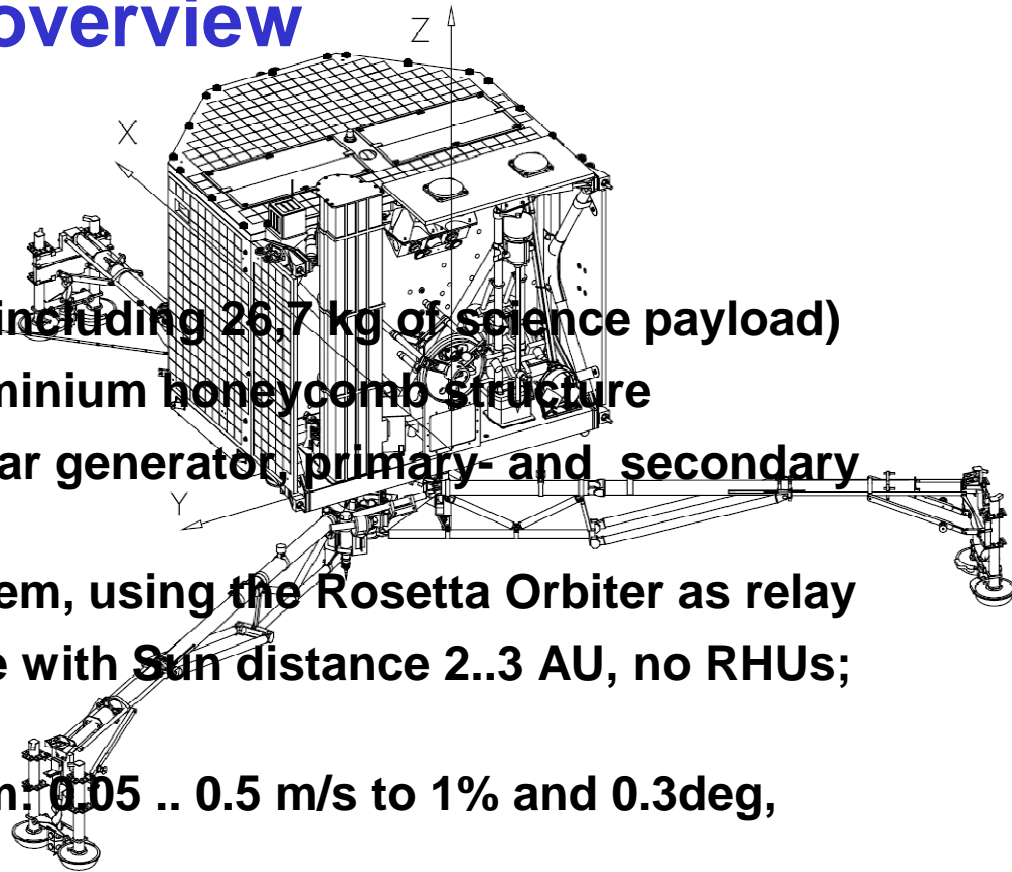 overview
Z
X
including 26,7 kg of science payload)
minium honeycomb structure
ar generator, primary- and secondary
Y
em, using the Rosetta Orbiter as relay
e with Sun distance 2..3 AU, no RHUs;
m: 0.05 .. 0.5 m/s to 1% and 0.3deg,